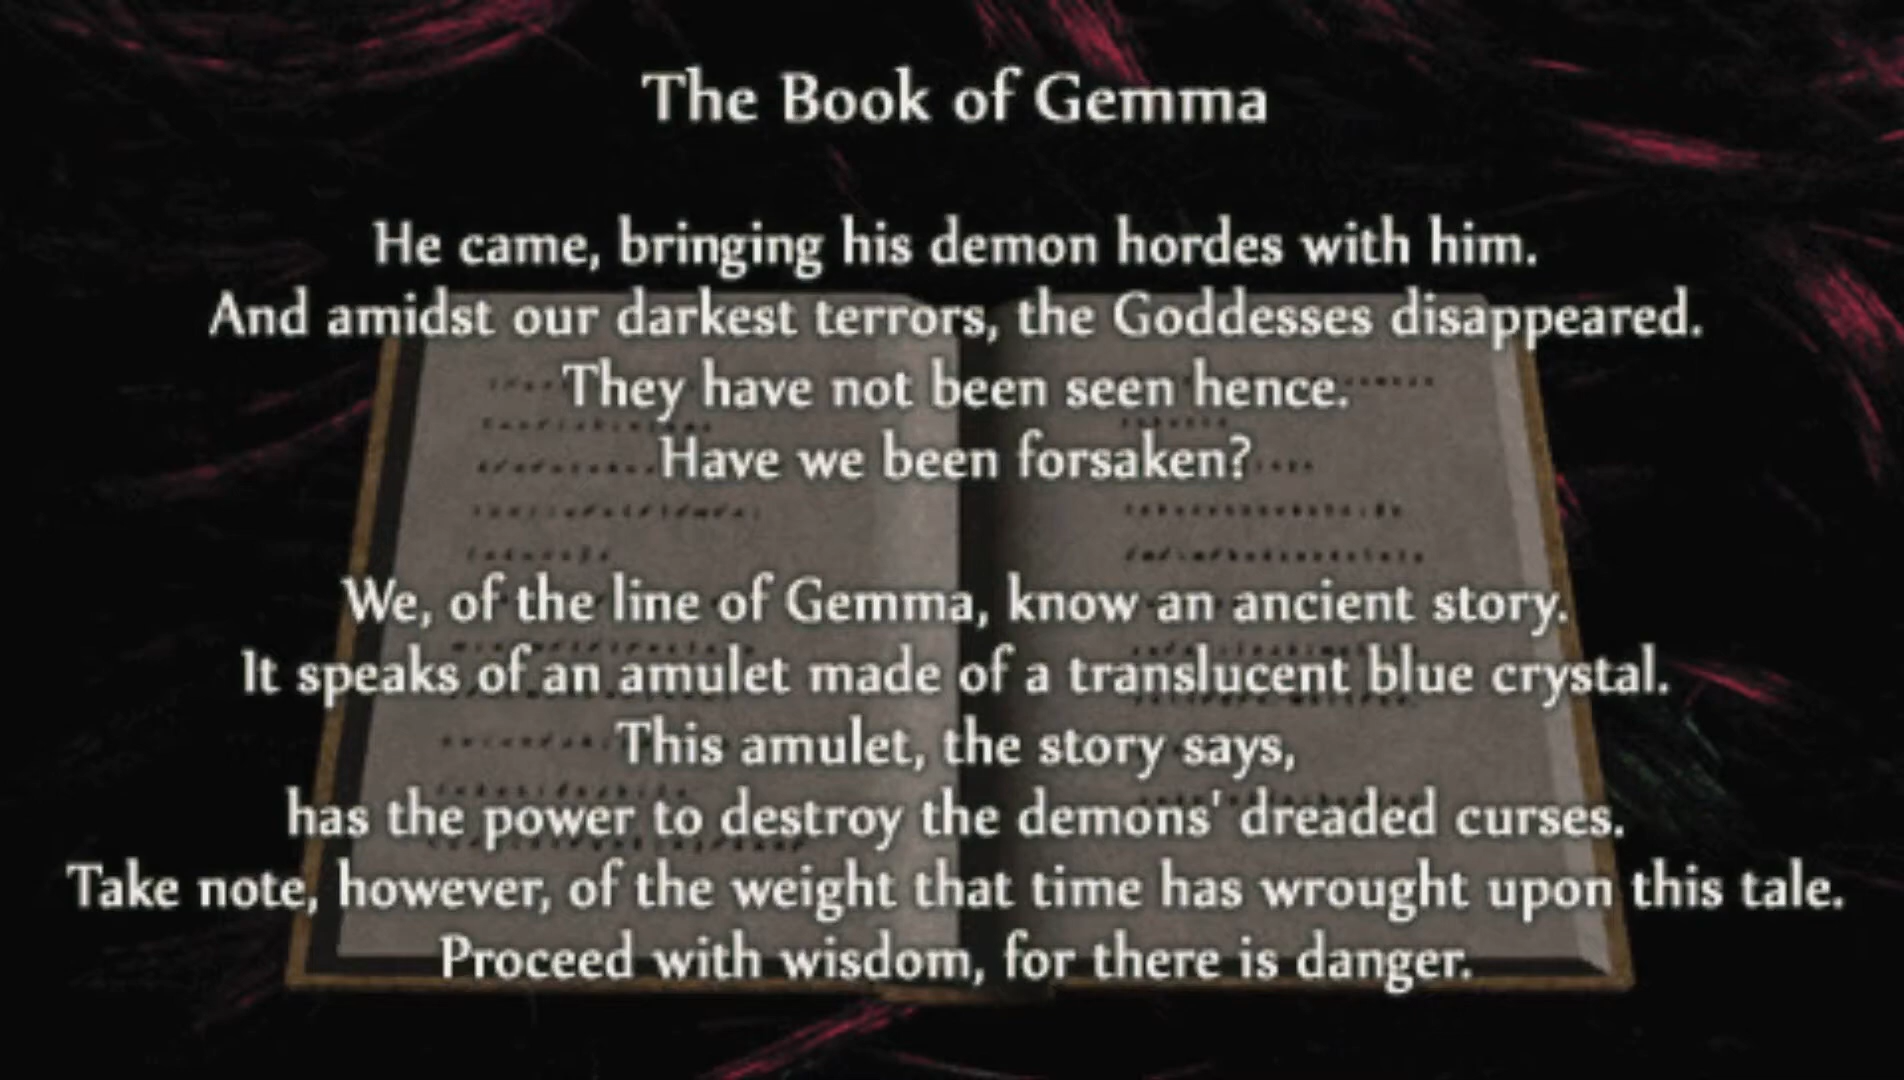 The Book of Gemma
He came, bringing his demon hordes with him.
And amidst our darkest terrors, the Goddesses disappeared.
They have not been seen hence.
Have we been forsaken?
We, of the line of Gemma, know an ancient story.
It speaks of an amulet made of a translucent blue crystal.
This amulet, the story says,
has the power to destroy the demons' dreaded curses.
Take note, however, of the weight that time has wrought upon this tale.
Proceed with wisdom, for there is danger.